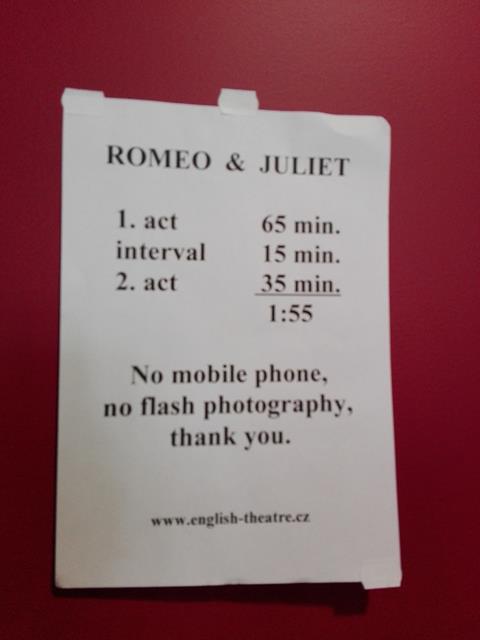 ROMEO & JULIET
1. act 65 min.
interval 15 min.
2. act 35 min.
1:55
No mobile phone,
no flash photography,
thank you.
www.english-theatre.cz